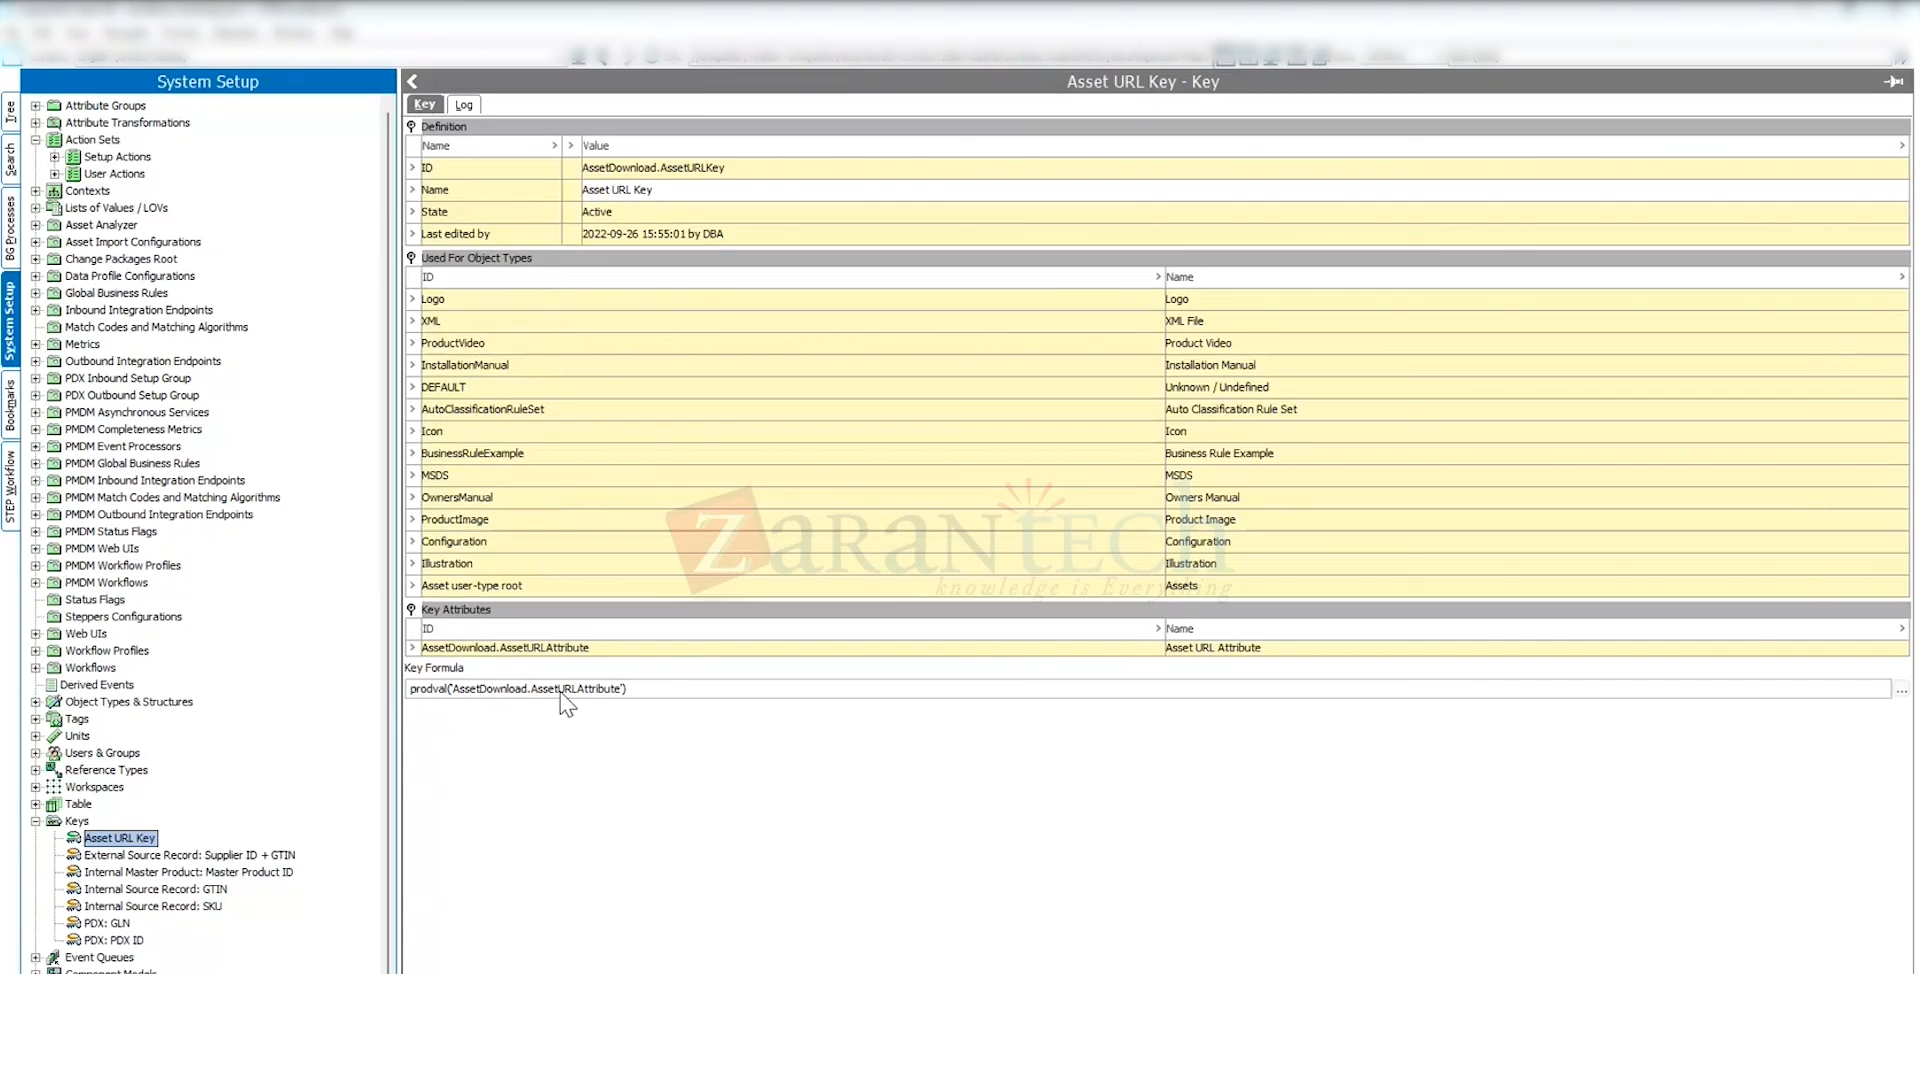 System Setup
Tree
Search
BG Processes
System Setup
Bookmarks
STEP Workflow
Attribute Groups
Attribute Transformations
Action Sets
Setup Actions
User Actions
Contexts
Lists of Values / LOVs
Asset Analyzer
Asset Import Configurations
Change Packages Root
Data Profile Configurations
Global Business Rules
Inbound Integration Endpoints
Match Codes and Matching Algorithms
Metrics
Outbound Integration Endpoints
PDX Inbound Setup Group
PDX Outbound Setup Group
PMDM Asynchronous Services
PMDM Completeness Metrics
PMDM Event Processors
PMDM Global Business Rules
PMDM Inbound Integration Endpoints
PMDM Match Codes and Matching Algorithms
PMDM Outbound Integration Endpoints
PMDM Status Flags
PMDM Web UIs
PMDM Workflow Profiles
PMDM Workflows
Status Flags
Steppers Configurations
Web UIs
Workflow Profiles
Workflows
Derived Events
Object Types & Structures
Tags
Units
Users & Groups
Reference Types
Workspaces
Table
Keys
Asset URL Key
External Source Record: Supplier ID + GTIN
Internal Master Product: Master Product ID
Internal Source Record: GTIN
Internal Source Record: SKU
PDX: GLN
PDX: PDX ID
Event Queues
Asset URL Key - Key
Key Log
Definition
Name > > Value
ID AssetDownload.AssetURLKey
Name Asset URL Key
State Active
Last edited by 2022-09-26 15:55:01 by DBA
Used For Object Types
ID Name
Logo Logo
XML XML File
ProductVideo Product Video
InstallationManual Installation Manual
DEFAULT Unknown / Undefined
AutoClassificationRuleSet Auto Classification Rule Set
Icon Icon
BusinessRuleExample Business Rule Example
MSDS MSDS
OwnersManual Owners Manual
ProductImage Product Image
Configuration Configuration
Illustration Illustration
Asset user-type root Assets
ZaranTech
knowledge is Everything
Key Attributes
ID Name
AssetDownload.AssetURLAttribute Asset URL Attribute
Key Formula
prodval('AssetDownload.AssetURLAttribute')
...